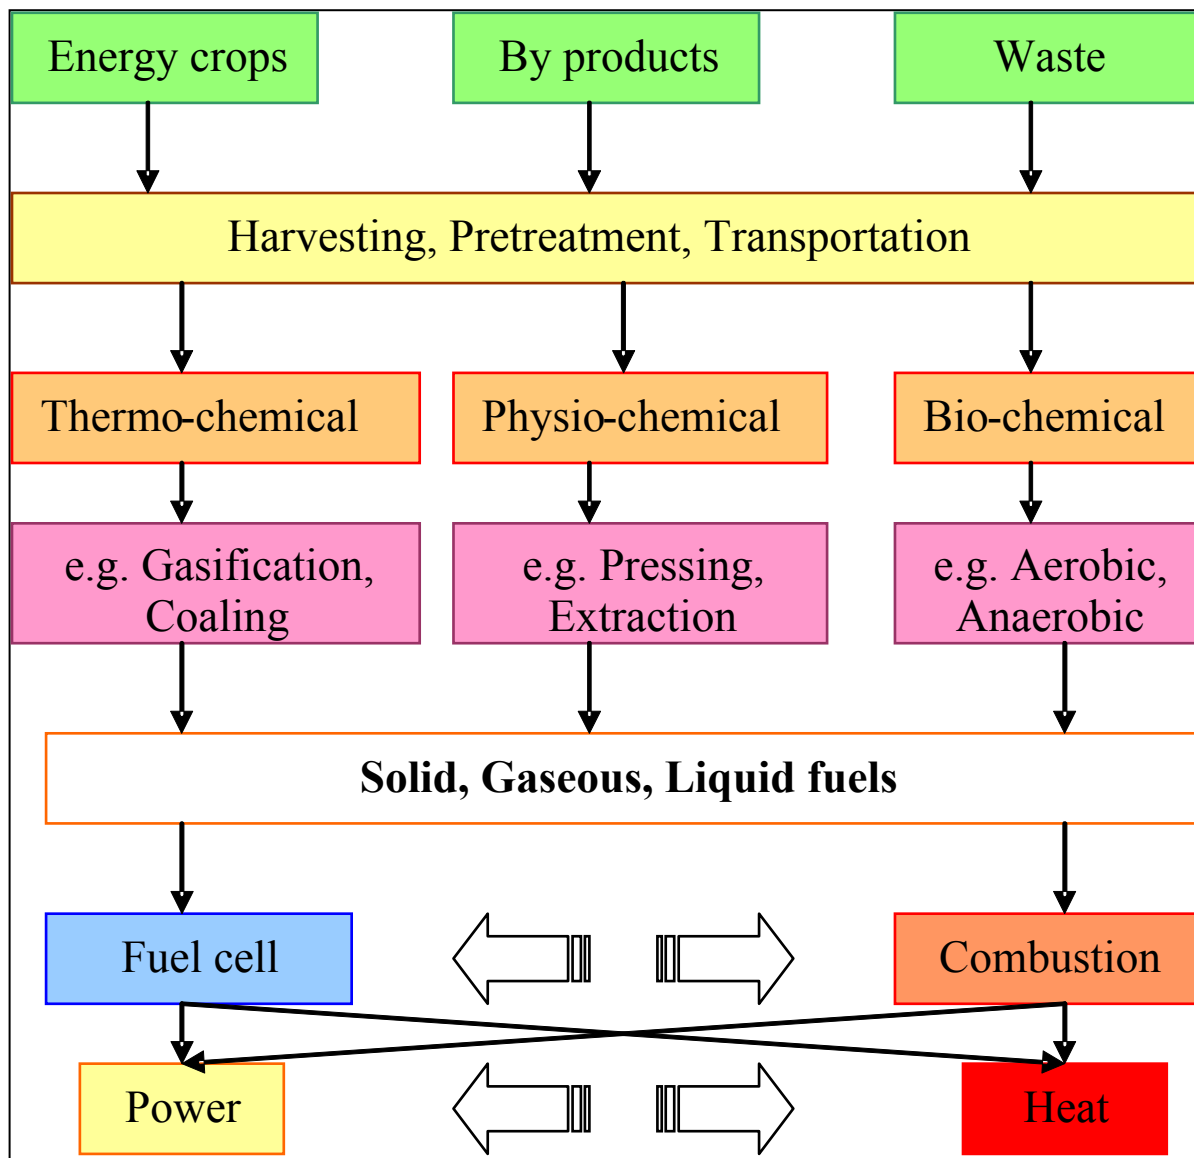 Energy crops
By products
Waste
Harvesting, Pretreatment, Transportation
Thermo-chemical
Physio-chemical
Bio-chemical
e.g. Gasification,
Coaling
e.g. Pressing,
Extraction
e.g. Aerobic,
Anaerobic
Solid, Gaseous, Liquid fuels
Fuel cell
Combustion
Power
Heat